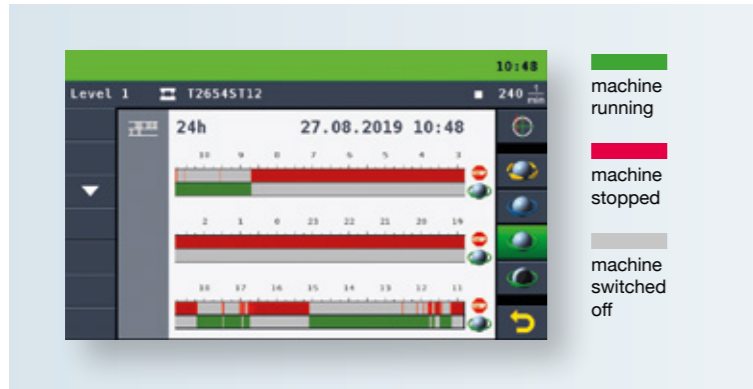 10:48
Level 1 T2654ST12 240 1/min
24h 27.08.2019 10:48
10 9 8 7 6 5 4 3
2 1 0 23 22 21 20 19
18 17 16 15 14 13 12 11
machine
running
machine
stopped
machine
switched
off